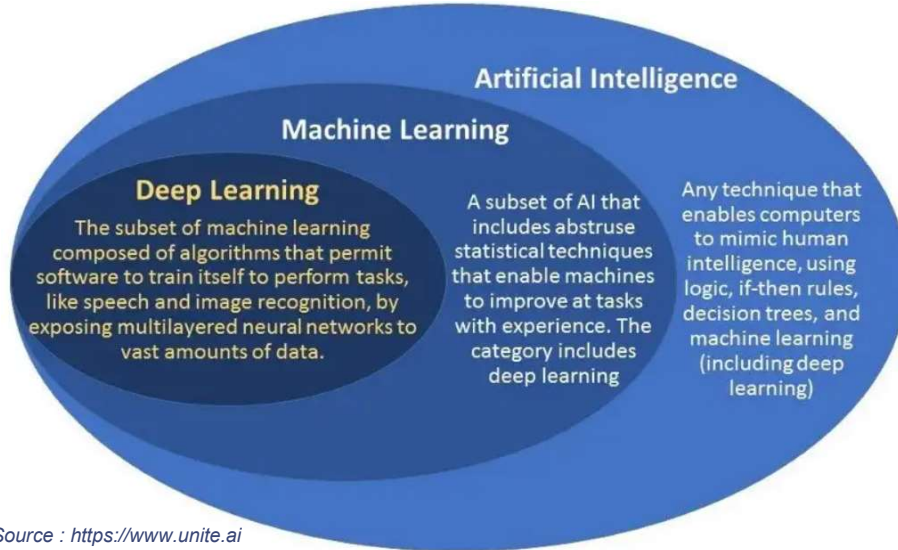 Artificial Intelligence
Machine Learning
Deep Learning
The subset of machine learning
composed of algorithms that permit
software to train itself to perform tasks,
like speech and image recognition, by
exposing multilayered neural networks to
vast amounts of data.
A subset of AI that
includes abstruse
statistical techniques
that enable machines
to improve at tasks
with experience. The
category includes
deep learning
Any technique that
enables computers
to mimic human
intelligence, using
logic, if-then rules,
decision trees, and
machine learning
(including deep
learning)
Source : https://www.unite.ai